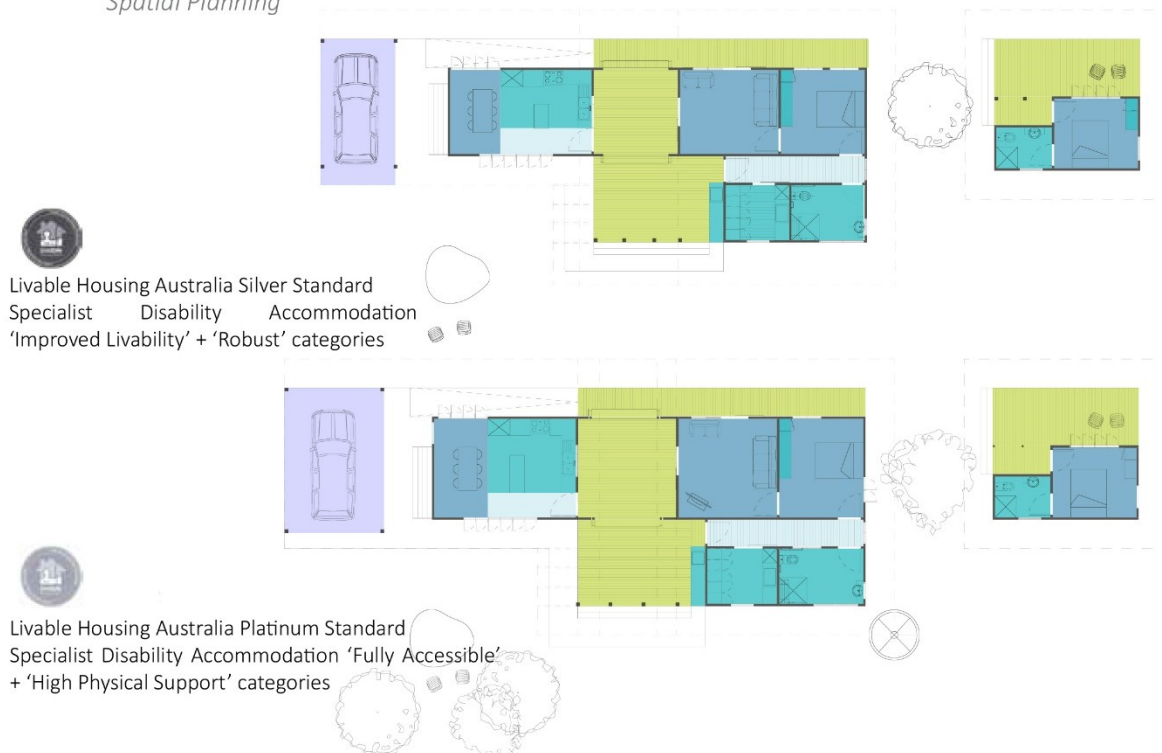 Spatial Planning
Livable Housing Australia Silver Standard
Specialist Disability Accommodation
‘Improved Livability’ + ‘Robust’ categories
Livable Housing Australia Platinum Standard
Specialist Disability Accommodation ‘Fully Accessible’
+ ‘High Physical Support’ categories